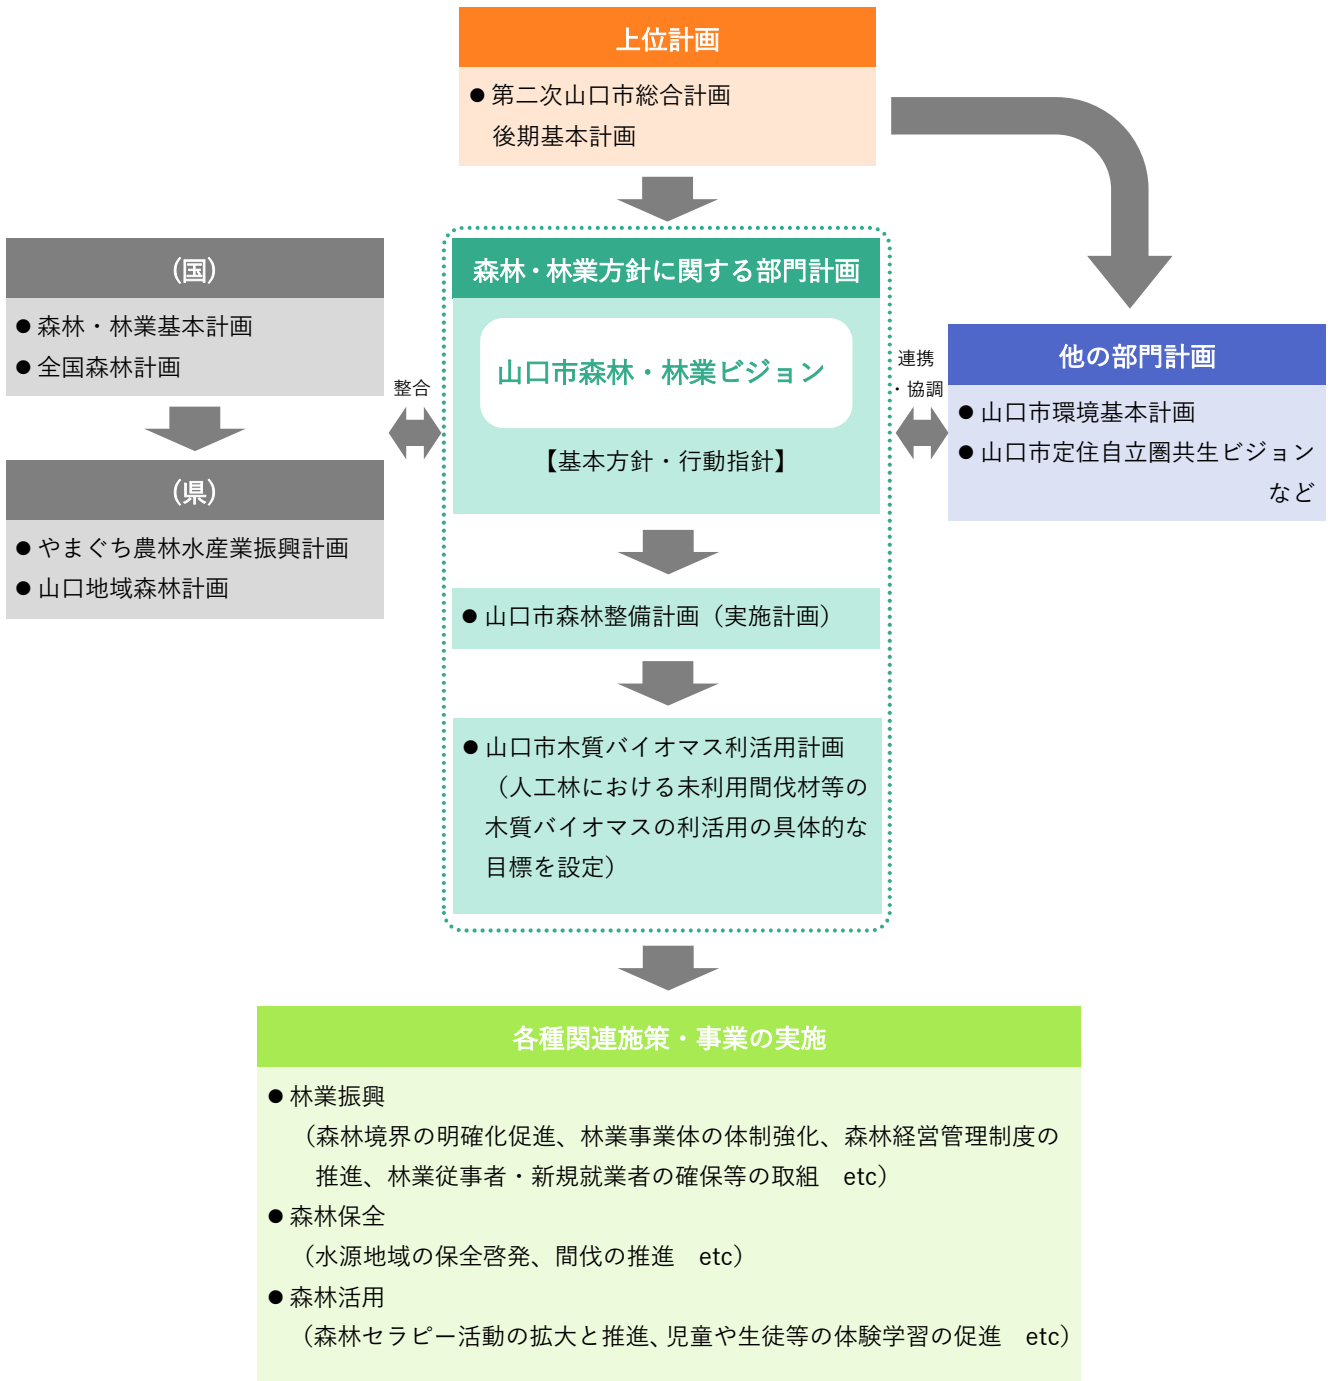 上位計画
●第二次山口市総合計画
後期基本計画
（国）
●森林・林業基本計画
●全国森林計画
（県）
●やまぐち農林水産業振興計画
●山口地域森林計画
整合
森林・林業方針に関する部門計画
山口市森林・林業ビジョン
【基本方針・行動指針】
●山口市森林整備計画（実施計画）
●山口市木質バイオマス利活用計画
（人工林における未利用間伐材等の
木質バイオマスの利活用の具体的な
目標を設定）
連携
・協調
他の部門計画
●山口市環境基本計画
●山口市定住自立圏共生ビジョン
など
各種関連施策・事業の実施
●林業振興
（森林境界の明確化促進、林業事業体の体制強化、森林経営管理制度の
推進、林業従事者・新規就業者の確保等の取組　etc）
●森林保全
（水源地域の保全啓発、間伐の推進　etc）
●森林活用
（森林セラピー活動の拡大と推進、児童や生徒等の体験学習の促進　etc）